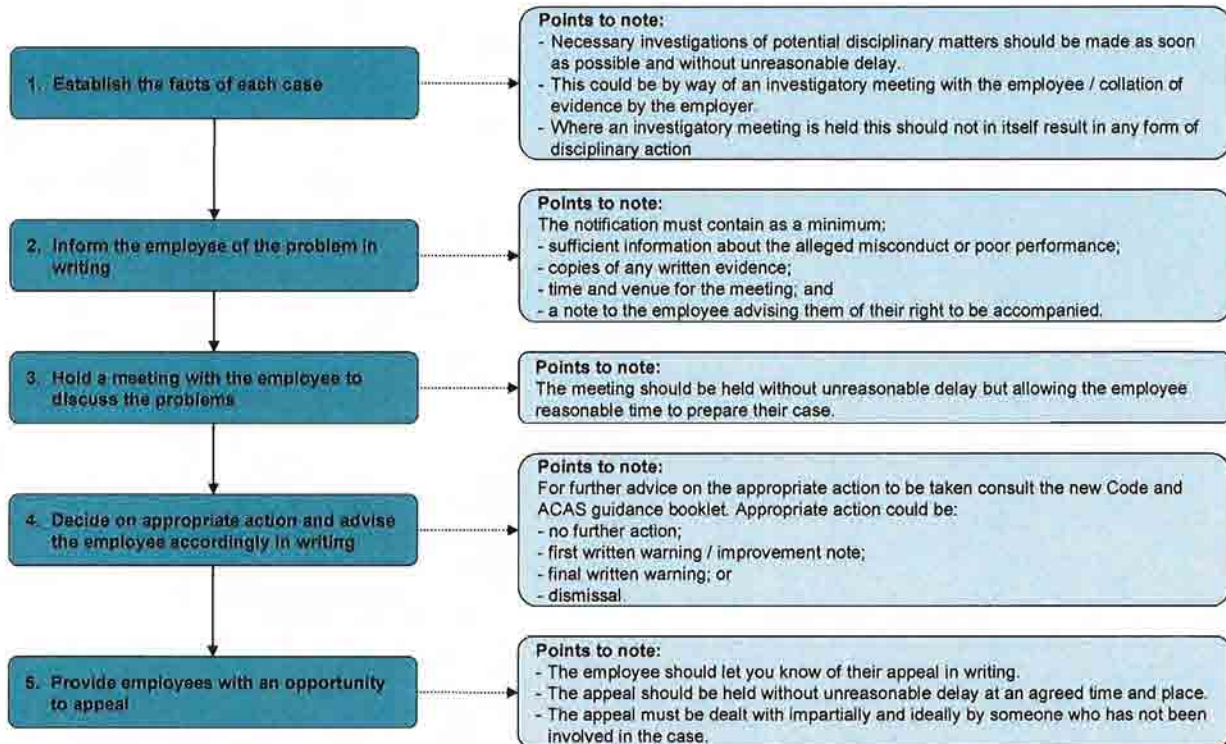 1. Establish the facts of each case
Points to note:
- Necessary investigations of potential disciplinary matters should be made as soon
as possible and without unreasonable delay.
- This could be by way of an investigatory meeting with the employee / collation of
evidence by the employer.
- Where an investigatory meeting is held this should not in itself result in any form of
disciplinary action
2. Inform the employee of the problem in
writing
Points to note:
The notification must contain as a minimum:
- sufficient information about the alleged misconduct or poor performance;
- copies of any written evidence;
- time and venue for the meeting; and
- a note to the employee advising them of their right to be accompanied.
3. Hold a meeting with the employee to
discuss the problems
Points to note:
The meeting should be held without unreasonable delay but allowing the employee
reasonable time to prepare their case.
4. Decide on appropriate action and advise
the employee accordingly in writing
Points to note:
For further advice on the appropriate action to be taken consult the new Code and
ACAS guidance booklet. Appropriate action could be:
- no further action;
- first written warning / improvement note;
- final written warning; or
- dismissal.
5. Provide employees with an opportunity
to appeal
Points to note:
- The employee should let you know of their appeal in writing.
- The appeal should be held without unreasonable delay at an agreed time and place.
- The appeal must be dealt with impartially and ideally by someone who has not been
involved in the case.